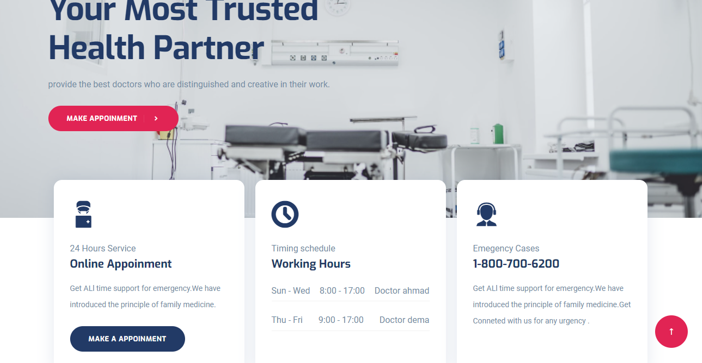 Your Most Trusted
Health Partner
provide the best doctors who are distinguished and creative in their work.
MAKE APPOINMENT
24 Hours Service
Online Appoinment
Get ALl time support for emergency.We have
introduced the principle of family medicine.
MAKE A APPOINMENT
Timing schedule
Working Hours
Sun - Wed 8:00 - 17:00 Doctor ahmad
Thu - Fri 9:00 - 17:00 Doctor dema
Emegency Cases
1-800-700-6200
Get ALl time support for emergency.We have
introduced the principle of family medicine.Get
Conneted with us for any urgency .